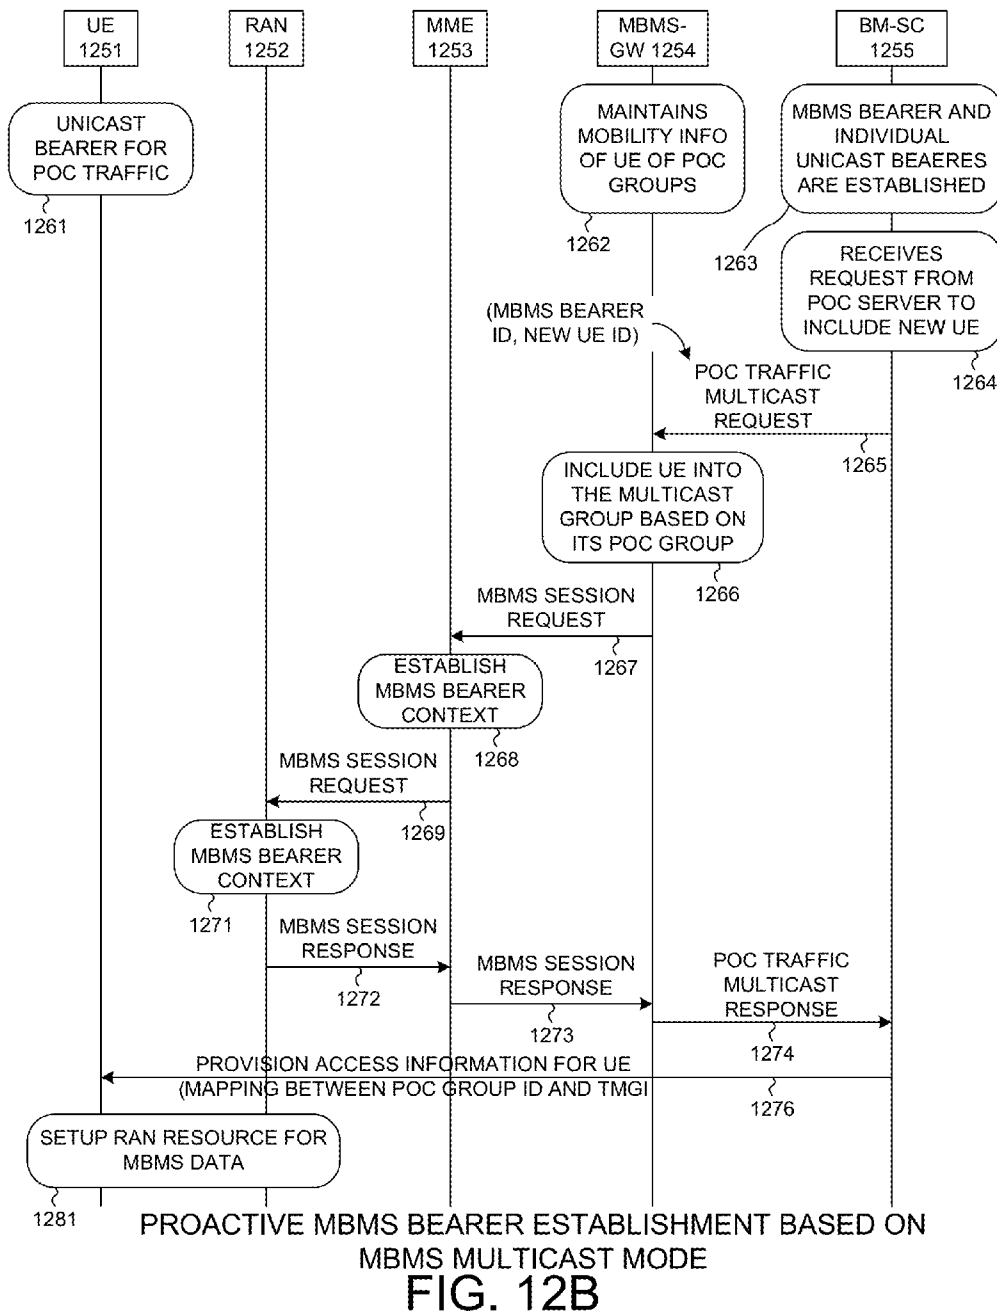 UE
1251
RAN
1252
MME
1253
MBMS-
GW 1254
BM-SC
1255
UNICAST
BEARER FOR
POC TRAFFIC
1261
MAINTAINS
MOBILITY INFO
OF UE OF POC
GROUPS
1262
MBMS BEARER AND
INDIVIDUAL
UNICAST BEAERES
ARE ESTABLISHED
1263
RECEIVES
REQUEST FROM
POC SERVER TO
INCLUDE NEW UE
1264
(MBMS BEARER
ID, NEW UE ID)
POC TRAFFIC
MULTICAST
REQUEST
1265
INCLUDE UE INTO
THE MULTICAST
GROUP BASED ON
ITS POC GROUP
1266
MBMS SESSION
REQUEST
1267
ESTABLISH
MBMS BEARER
CONTEXT
1268
MBMS SESSION
REQUEST
1269
ESTABLISH
MBMS BEARER
CONTEXT
1271
MBMS SESSION
RESPONSE
1272
MBMS SESSION
RESPONSE
1273
POC TRAFFIC
MULTICAST
RESPONSE
1274
PROVISION ACCESS INFORMATION FOR UE
(MAPPING BETWEEN POC GROUP ID AND TMGI
1276
SETUP RAN RESOURCE FOR
MBMS DATA
1281
PROACTIVE MBMS BEARER ESTABLISHMENT BASED ON
MBMS MULTICAST MODE
FIG. 12B